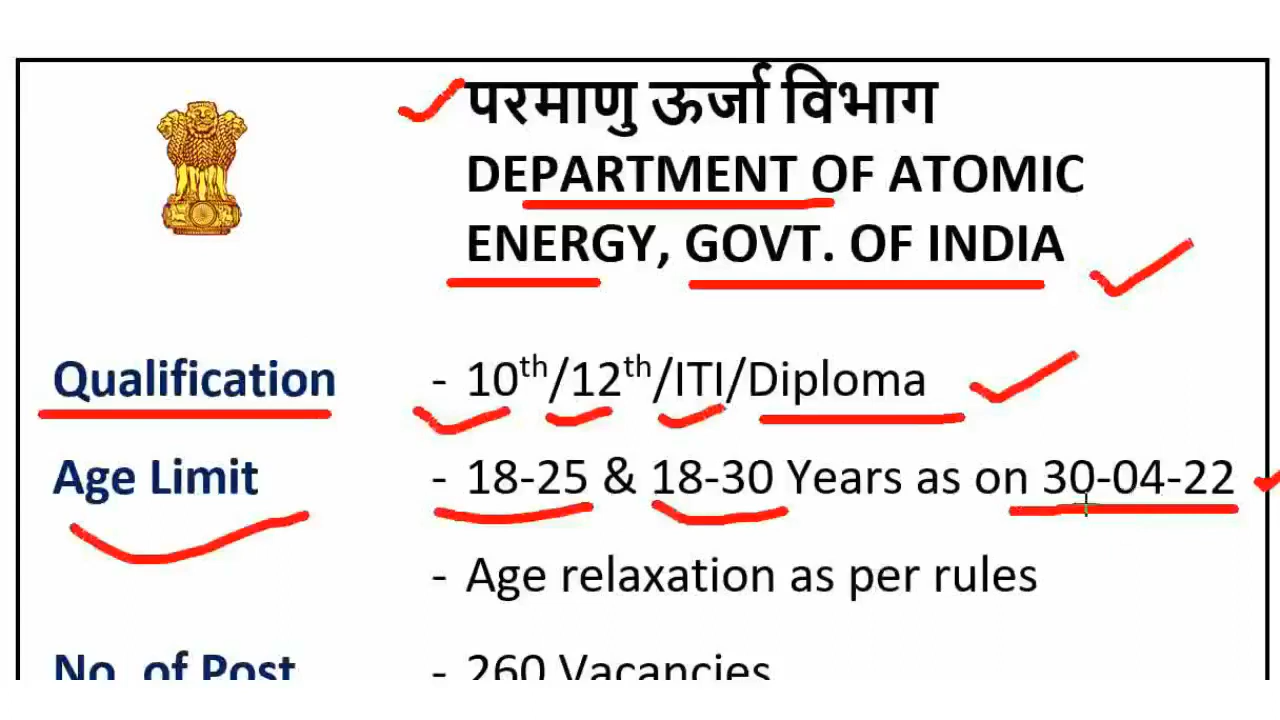 परमाणु ऊर्जा विभाग
DEPARTMENT OF ATOMIC
ENERGY, GOVT. OF INDIA
Qualification - 10th/12th/ITI/Diploma
Age Limit - 18-25 & 18-30 Years as on 30-04-22
- Age relaxation as per rules
No. of Post - 260 Vacancies